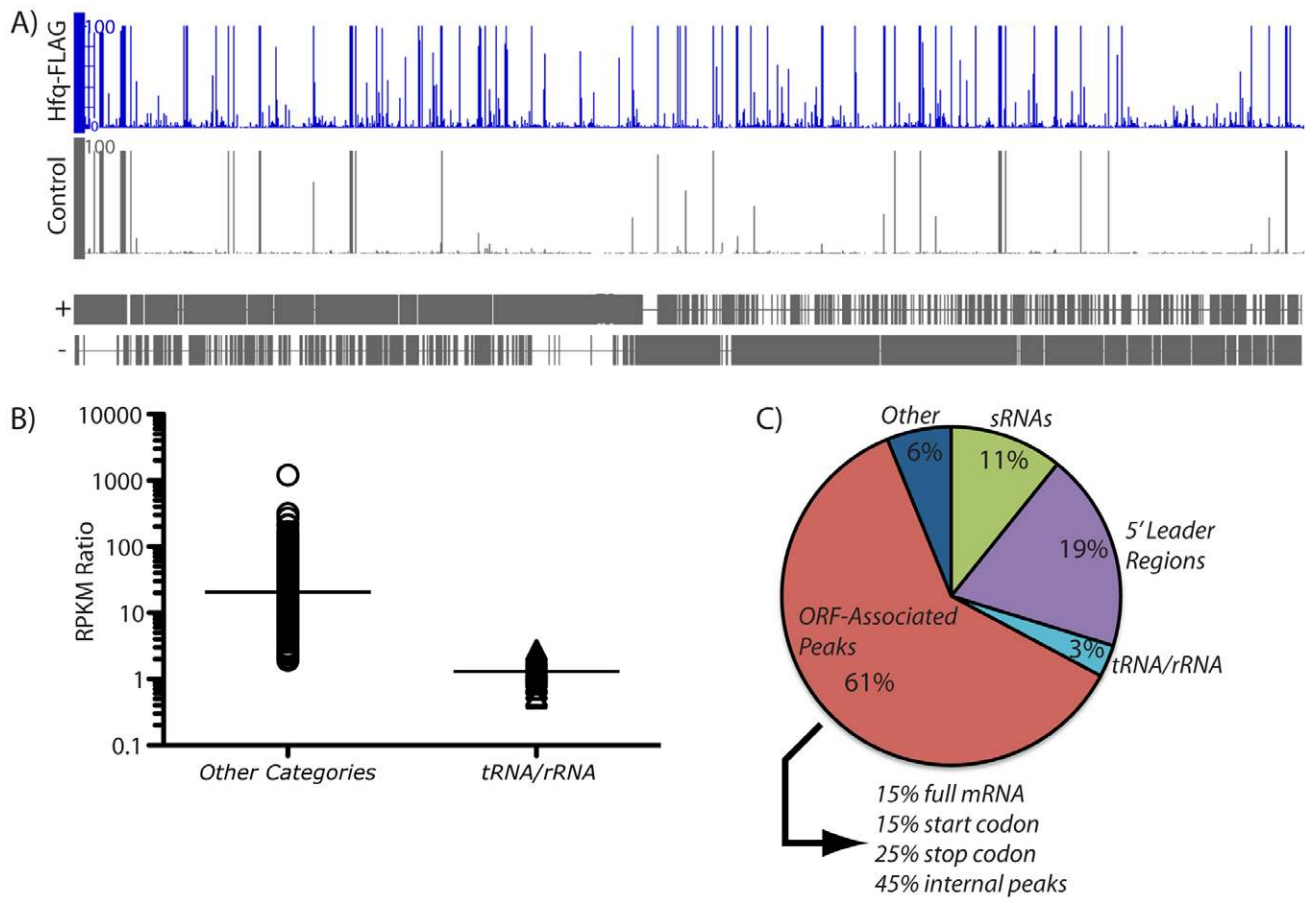 A)
Hfq-FLAG
100
0
Control
100
+
-
B)
RPKM Ratio
10000
1000
100
10
1
0.1
Other Categories
tRNA/rRNA
C)
Other
6%
sRNAs
11%
19%
5' Leader
Regions
3%
tRNA/rRNA
ORF-Associated
Peaks
61%
15% full mRNA
15% start codon
25% stop codon
45% internal peaks